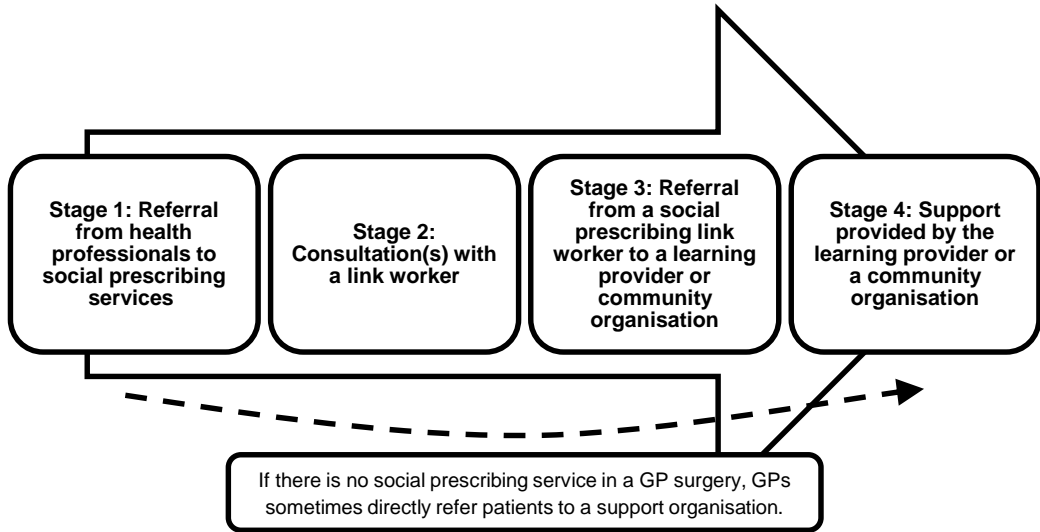 Stage 1: Referral
from health
professionals to
social prescribing
services
Stage 2:
Consultation(s) with
a link worker
Stage 3: Referral
from a social
prescribing link
worker to a learning
provider or
community
organisation
Stage 4: Support
provided by the
learning provider or
a community
organisation
If there is no social prescribing service in a GP surgery, GPs
sometimes directly refer patients to a support organisation.